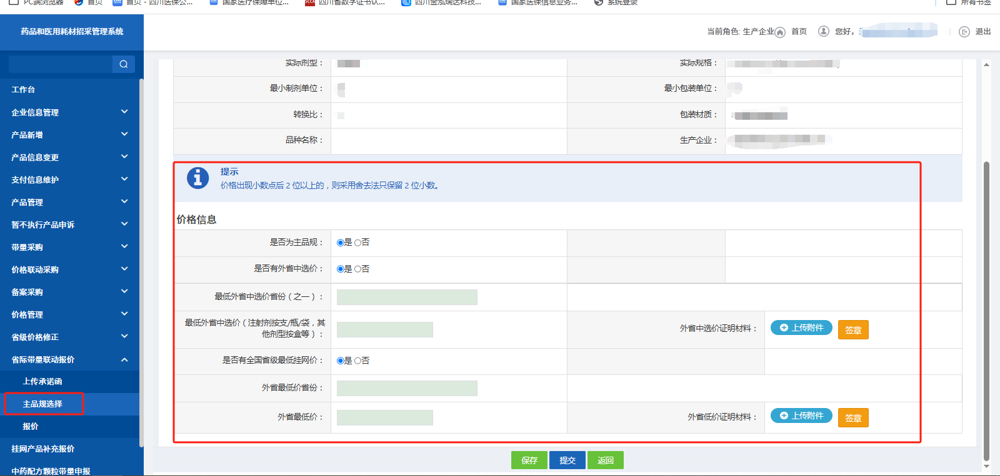 PC端浏览器
首页
首页 - 四川医保公...
国家医疗保障单位...
四川省数字证书认...
四川金泓瑞达科技...
国家医保信息业务...
系统登录
所有书签
药品和医用耗材招采管理系统
当前角色: 生产企业
首页
您好,
退出
工作台
企业信息管理
产品新增
产品信息变更
支付信息维护
产品管理
暂不执行产品申诉
带量采购
价格联动采购
备案采购
价格管理
省级价格修正
省际带量联动报价
上传承诺函
主品规选择
报价
挂网产品补充报价
中药配方颗粒带量申报
实际剂型：
实际规格：
最小制剂单位：
最小包装单位：
转换比：
包装材质：
品种名称：
生产企业：
提示
价格出现小数点后 2 位以上的，则采用舍去法只保留 2 位小数。
价格信息
是否为主品规： 是 否
是否有外省中选价： 是 否
最低外省中选价省份（之一）：
最低外省中选价（注射剂按支/瓶/袋，其
他剂型按盒等）：
外省中选价证明材料： 上传附件 签章
是否有全国省级最低挂网价： 是 否
外省最低价省份：
外省最低价：
外省低价证明材料： 上传附件 签章
保存 提交 返回